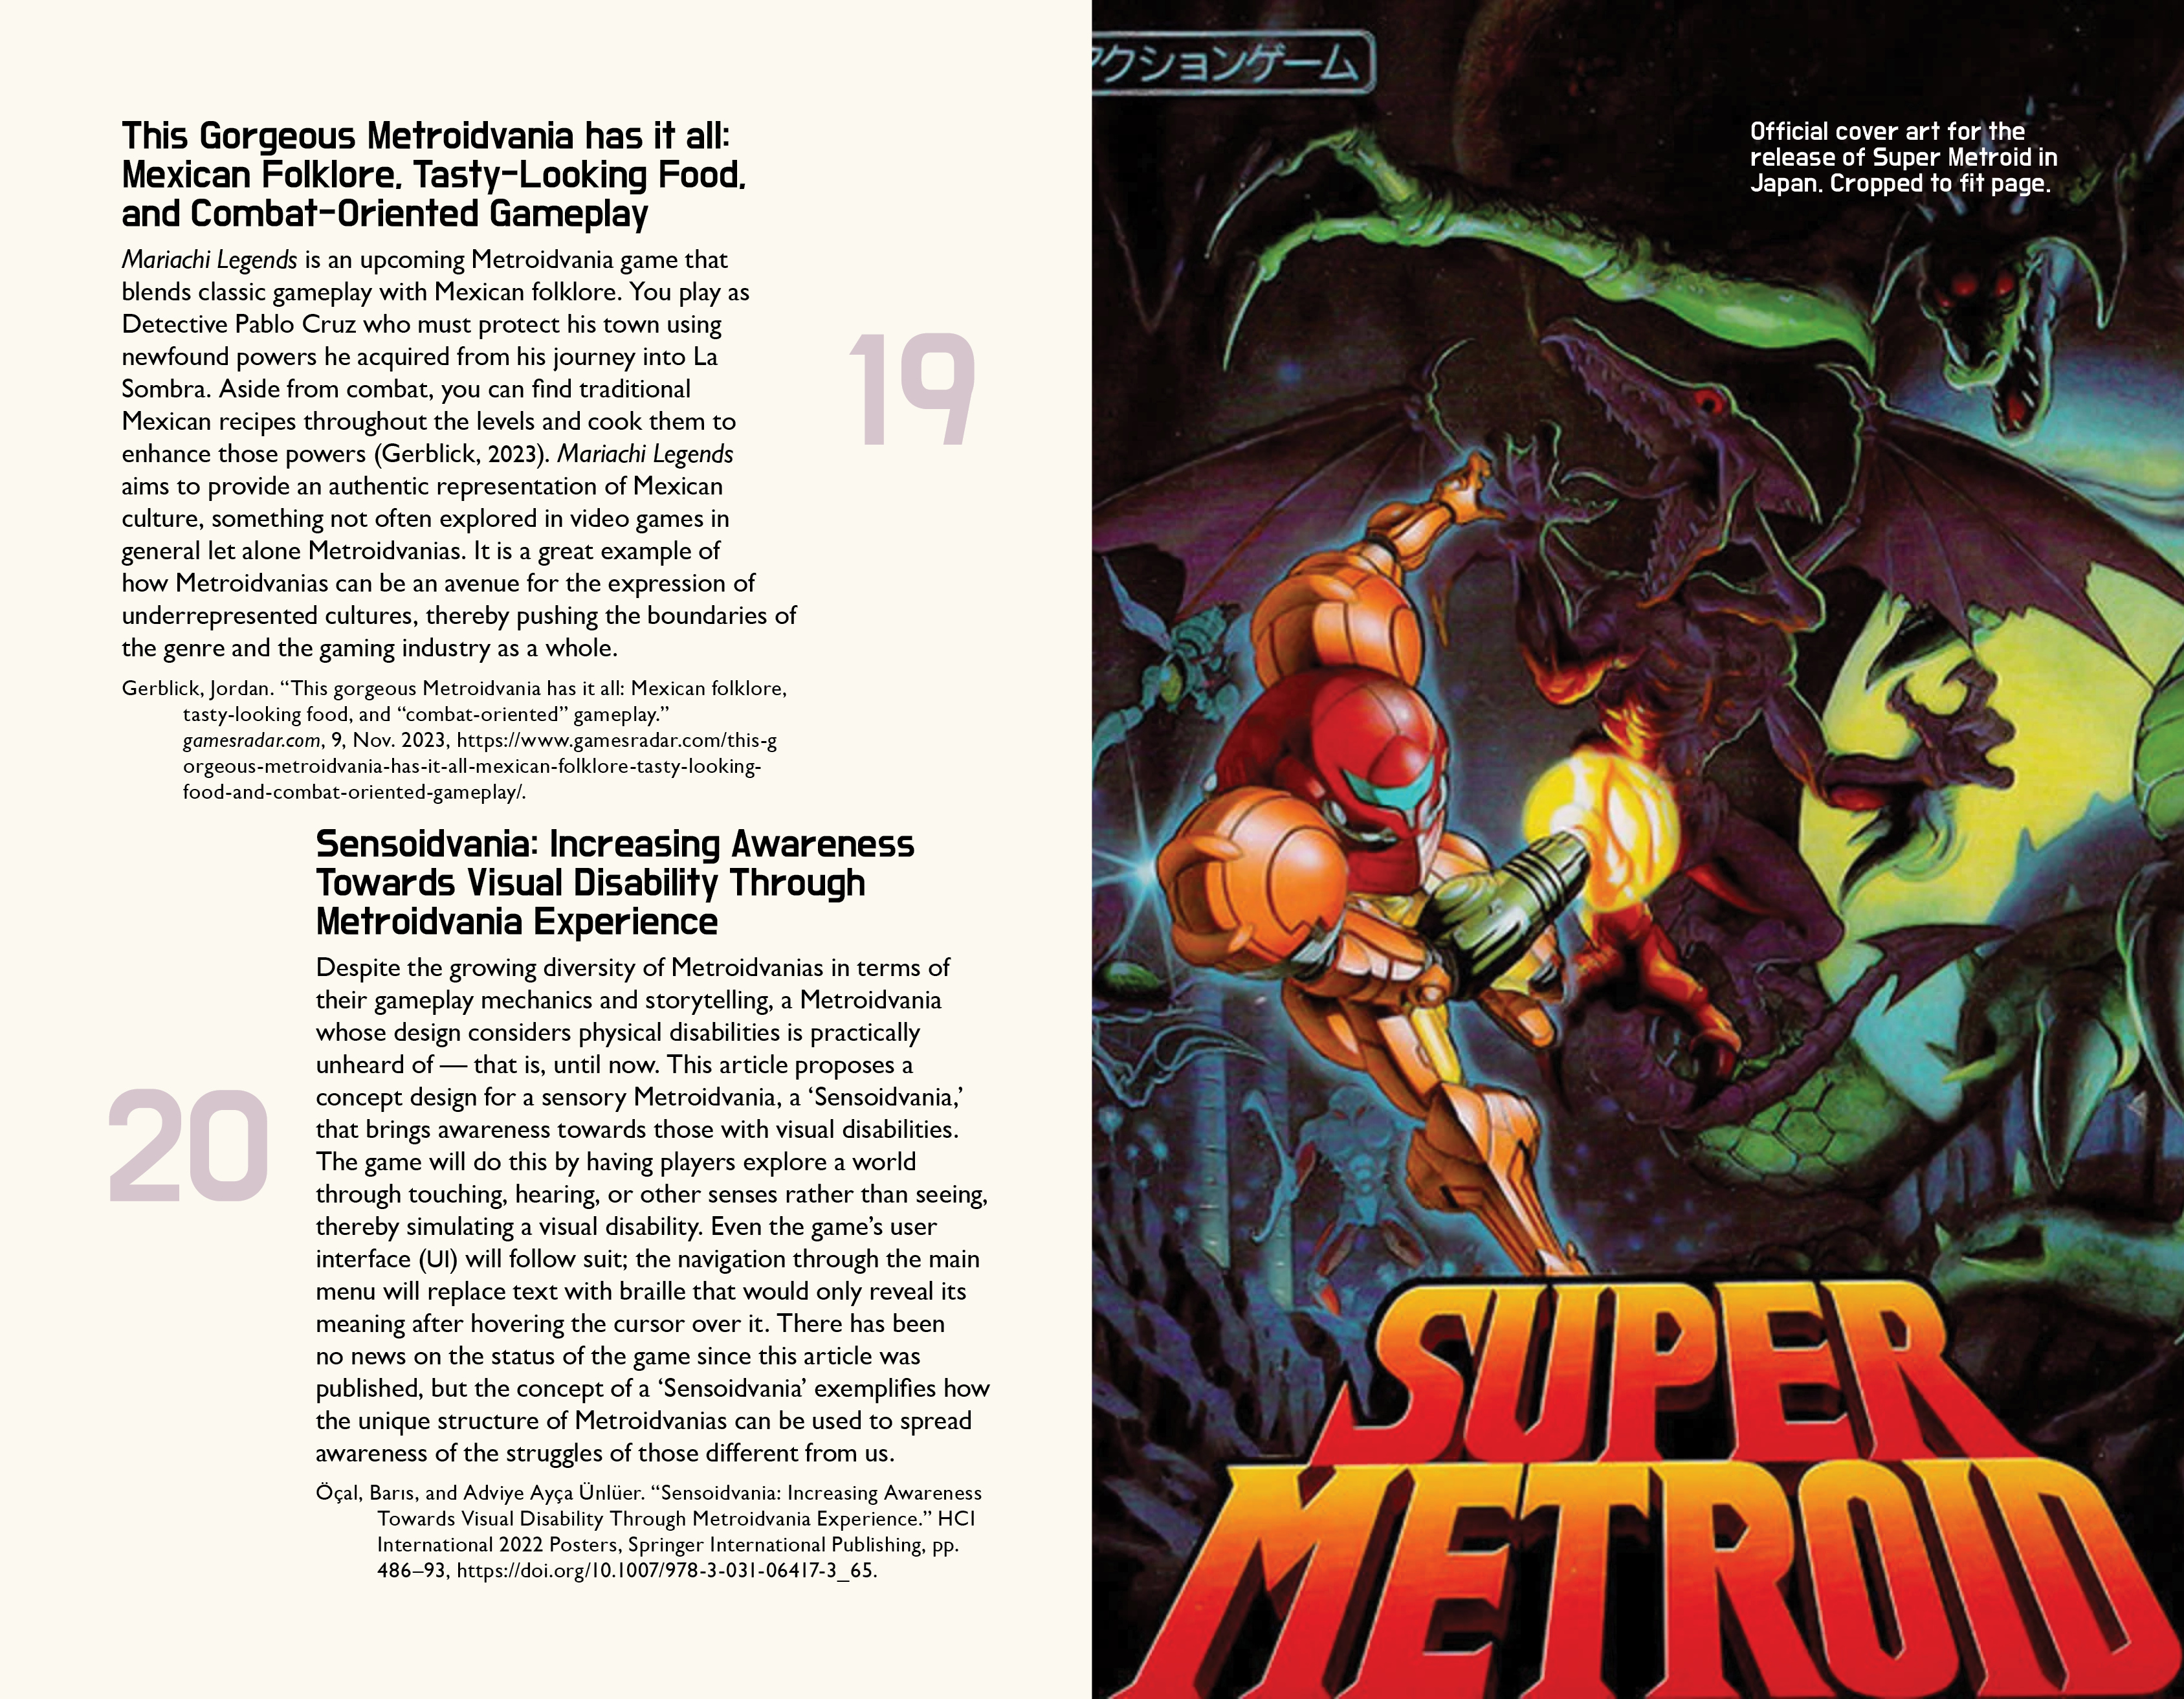 This Gorgeous Metroidvania has it all:
Mexican Folklore, Tasty-Looking Food,
and Combat-Oriented Gameplay
Mariachi Legends is an upcoming Metroidvania game that
blends classic gameplay with Mexican folklore. You play as
Detective Pablo Cruz who must protect his town using
newfound powers he acquired from his journey into La
Sombra. Aside from combat, you can find traditional
Mexican recipes throughout the levels and cook them to
enhance those powers (Gerblick, 2023). Mariachi Legends
aims to provide an authentic representation of Mexican
culture, something not often explored in video games in
general let alone Metroidvanias. It is a great example of
how Metroidvanias can be an avenue for the expression of
underrepresented cultures, thereby pushing the boundaries of
the genre and the gaming industry as a whole.
Gerblick, Jordan. “This gorgeous Metroidvania has it all: Mexican folklore,
tasty-looking food, and “combat-oriented” gameplay.”
gamesradar.com, 9, Nov. 2023, https://www.gamesradar.com/this-g
orgeous-metroidvania-has-it-all-mexican-folklore-tasty-looking-
food-and-combat-oriented-gameplay/.
19
Sensoidvania: Increasing Awareness
Towards Visual Disability Through
Metroidvania Experience
Despite the growing diversity of Metroidvanias in terms of
their gameplay mechanics and storytelling, a Metroidvania
whose design considers physical disabilities is practically
unheard of — that is, until now. This article proposes a
concept design for a sensory Metroidvania, a ‘Sensoidvania,’
that brings awareness towards those with visual disabilities.
The game will do this by having players explore a world
through touching, hearing, or other senses rather than seeing,
thereby simulating a visual disability. Even the game’s user
interface (UI) will follow suit; the navigation through the main
menu will replace text with braille that would only reveal its
meaning after hovering the cursor over it. There has been
no news on the status of the game since this article was
published, but the concept of a ‘Sensoidvania’ exemplifies how
the unique structure of Metroidvanias can be used to spread
awareness of the struggles of those different from us.
Öçal, Barıs, and Adviye Ayça Ünlüer. “Sensoidvania: Increasing Awareness
Towards Visual Disability Through Metroidvania Experience.” HCI
International 2022 Posters, Springer International Publishing, pp.
486–93, https://doi.org/10.1007/978-3-031-06417-3_65.
20
アクションゲーム
Official cover art for the
release of Super Metroid in
Japan. Cropped to fit page.
SUPER
METROID